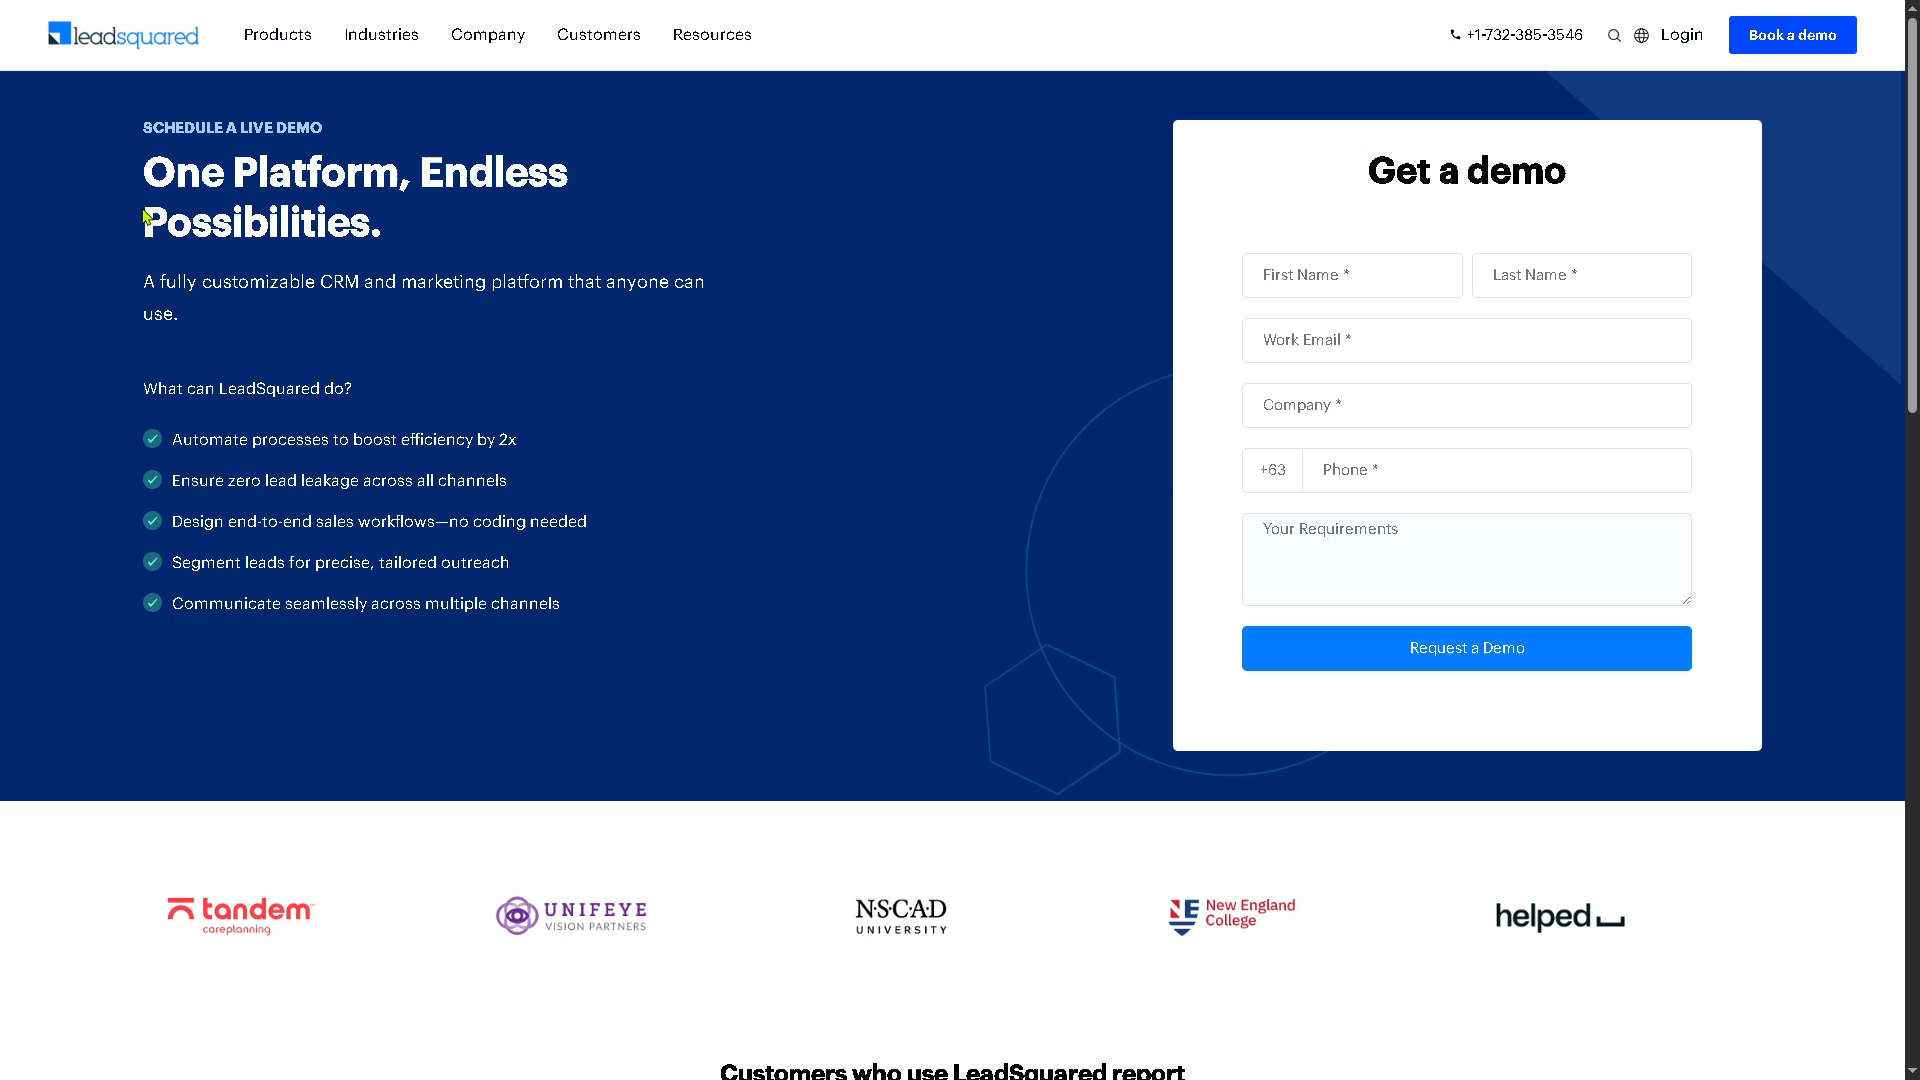 leadsquared
Products
Industries
Company
Customers
Resources
+1-732-385-3546
Login
Book a demo
SCHEDULE A LIVE DEMO
One Platform, Endless
Possibilities.
A fully customizable CRM and marketing platform that anyone can
use.
What can LeadSquared do?
Automate processes to boost efficiency by 2x
Ensure zero lead leakage across all channels
Design end-to-end sales workflows—no coding needed
Segment leads for precise, tailored outreach
Communicate seamlessly across multiple channels
Get a demo
First Name *
Last Name *
Work Email *
Company *
+63
Phone *
Your Requirements
Request a Demo
tandem
careplanning
UNIFEYE
VISION PARTNERS
N·S·C·A·D
UNIVERSITY
NE
New England
College
helped
Customers who use LeadSquared report